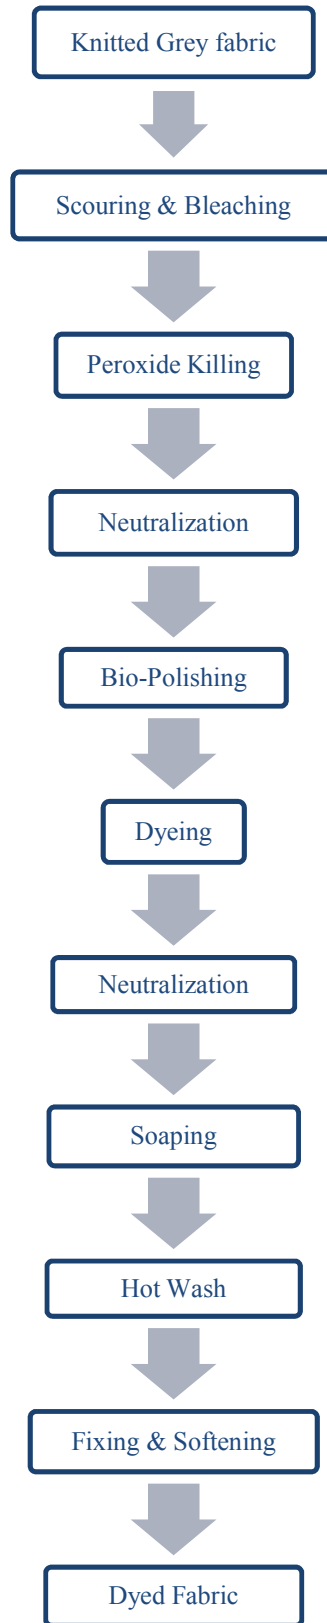 Knitted Grey fabric
Scouring & Bleaching
Peroxide Killing
Neutralization
Bio-Polishing
Dyeing
Neutralization
Soaping
Hot Wash
Fixing & Softening
Dyed Fabric